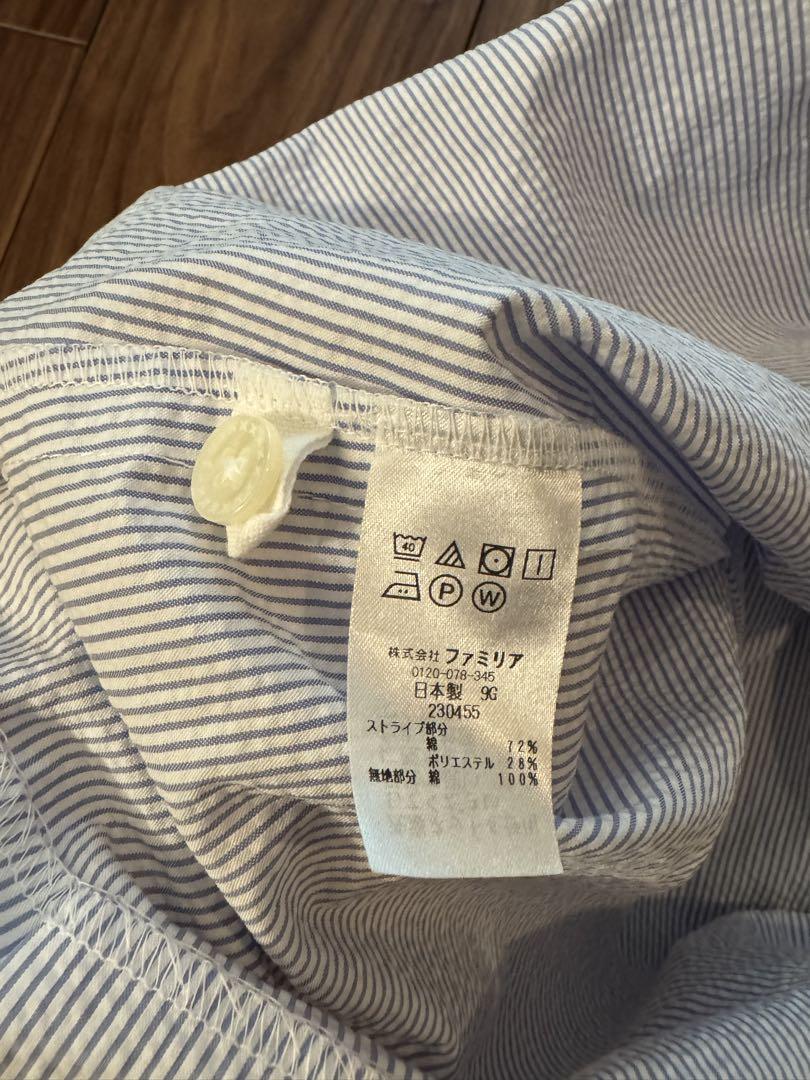 40
P W
株式会社 ファミリア
0120-078-345
日本製 9G
230455
ストライプ部分
綿 72%
ポリエステル 28%
無地部分 綿 100%